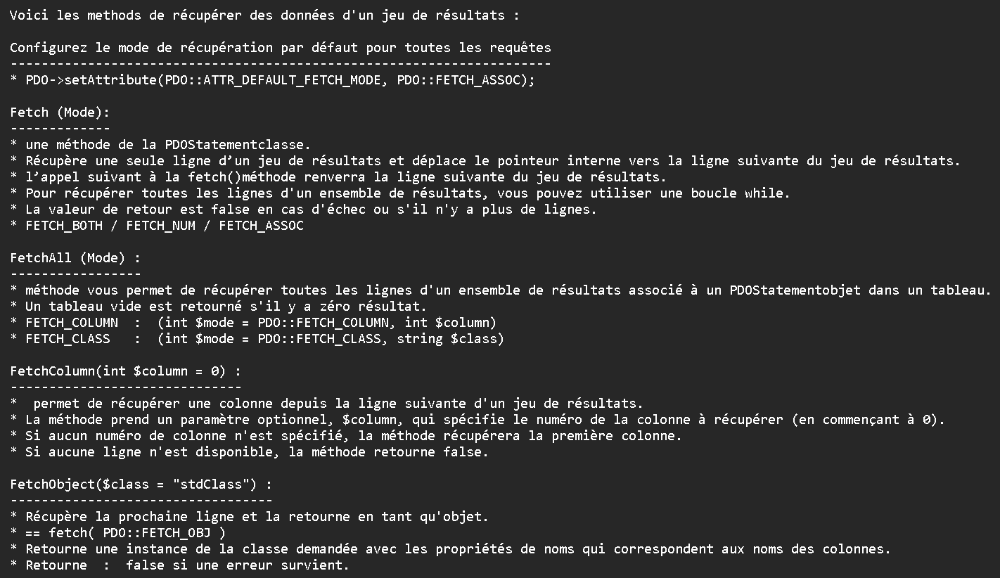 Voici les methods de récupérer des données d'un jeu de résultats :

Configurez le mode de récupération par défaut pour toutes les requêtes
----------------------------------------------------------------------
* PDO->setAttribute(PDO::ATTR_DEFAULT_FETCH_MODE, PDO::FETCH_ASSOC);

Fetch (Mode):
-------------
* une méthode de la PDOStatementclasse.
* Récupère une seule ligne d’un jeu de résultats et déplace le pointeur interne vers la ligne suivante du jeu de résultats.
* l’appel suivant à la fetch()méthode renverra la ligne suivante du jeu de résultats.
* Pour récupérer toutes les lignes d'un ensemble de résultats, vous pouvez utiliser une boucle while.
* La valeur de retour est false en cas d'échec ou s'il n'y a plus de lignes.
* FETCH_BOTH / FETCH_NUM / FETCH_ASSOC

FetchAll (Mode) :
-----------------
* méthode vous permet de récupérer toutes les lignes d'un ensemble de résultats associé à un PDOStatementobjet dans un tableau.
* Un tableau vide est retourné s'il y a zéro résultat.
* FETCH_COLUMN  :  (int $mode = PDO::FETCH_COLUMN, int $column)
* FETCH_CLASS   :  (int $mode = PDO::FETCH_CLASS, string $class)

FetchColumn(int $column = 0) :
------------------------------
*  permet de récupérer une colonne depuis la ligne suivante d'un jeu de résultats.
* La méthode prend un paramètre optionnel, $column, qui spécifie le numéro de la colonne à récupérer (en commençant à 0).
* Si aucun numéro de colonne n'est spécifié, la méthode récupérera la première colonne.
* Si aucune ligne n'est disponible, la méthode retourne false.

FetchObject($class = "stdClass") :
----------------------------------
* Récupère la prochaine ligne et la retourne en tant qu'objet.
* == fetch( PDO::FETCH_OBJ )
* Retourne une instance de la classe demandée avec les propriétés de noms qui correspondent aux noms des colonnes.
* Retourne  :  false si une erreur survient.